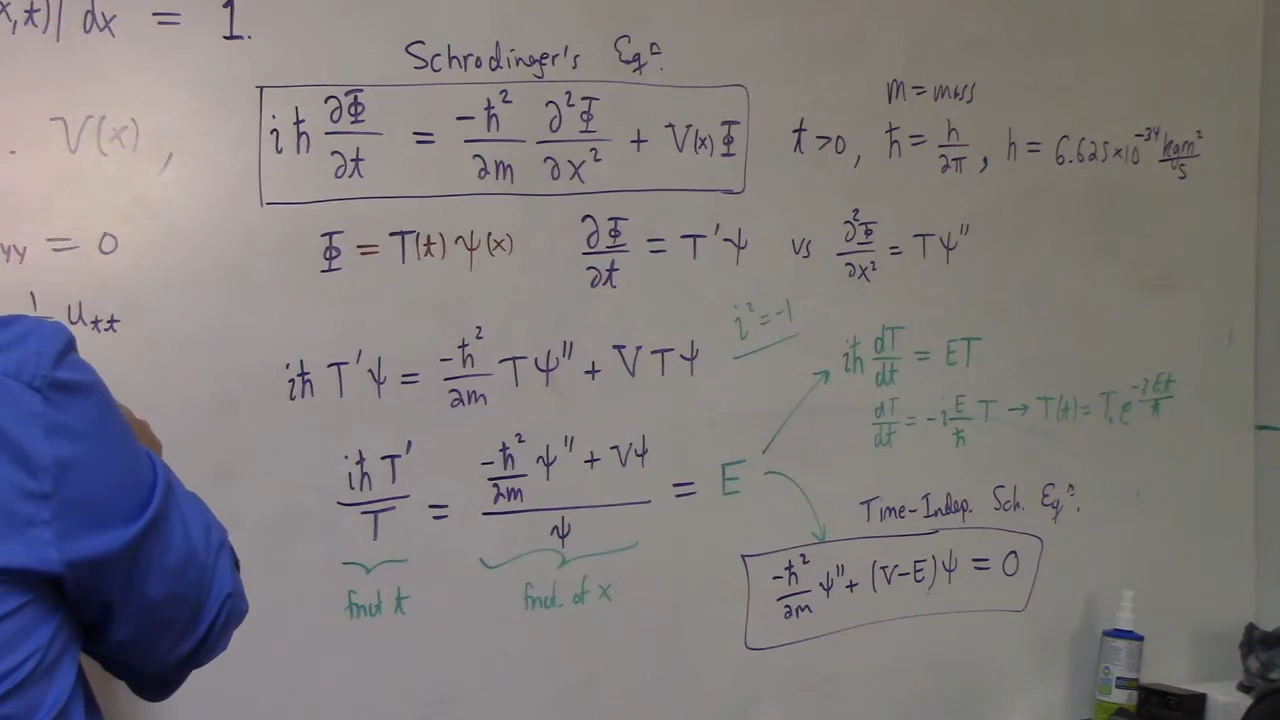 x,t)| dx = 1.
Schrodinger's Eqⁿ.
m = mass
. V(x),
iħ ∂Φ/∂t = -ħ²/2m ∂²Φ/∂x² + V(x)Φ
t>0, ħ = h/2π, h = 6.625×10⁻³⁴ kgm²/s
yy = 0
Φ = T(t)ψ(x) ∂Φ/∂t = T'ψ vs ∂²Φ/∂x² = Tψ''
u_tt
i² = -1
iħ T'ψ = -ħ²/2m Tψ'' + VTψ
iħ dT/dt = ET
dT/dt = -i E/ħ T → T(t) = T₀e^(-iEt/ħ)
iħT'/T = (-ħ²/2m ψ'' + Vψ)/ψ = E
Time-Indep. Sch. Eqⁿ.
-ħ²/2m ψ'' + (V-E)ψ = 0
fnct t
fnct. of x